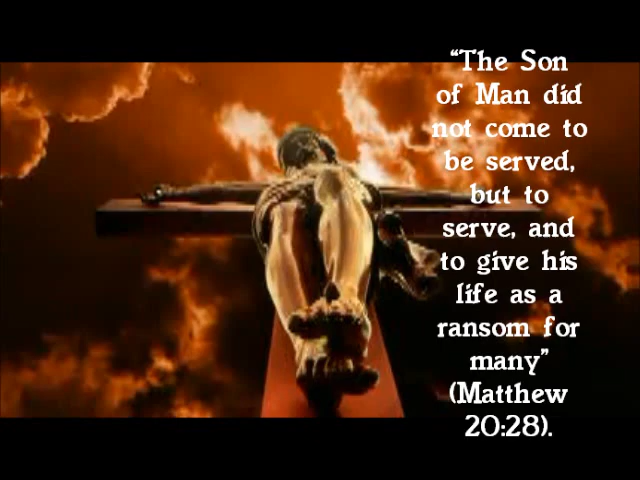 “The Son
of Man did
not come to
be served,
but to
serve, and
to give his
life as a
ransom for
many”
(Matthew
20:28).